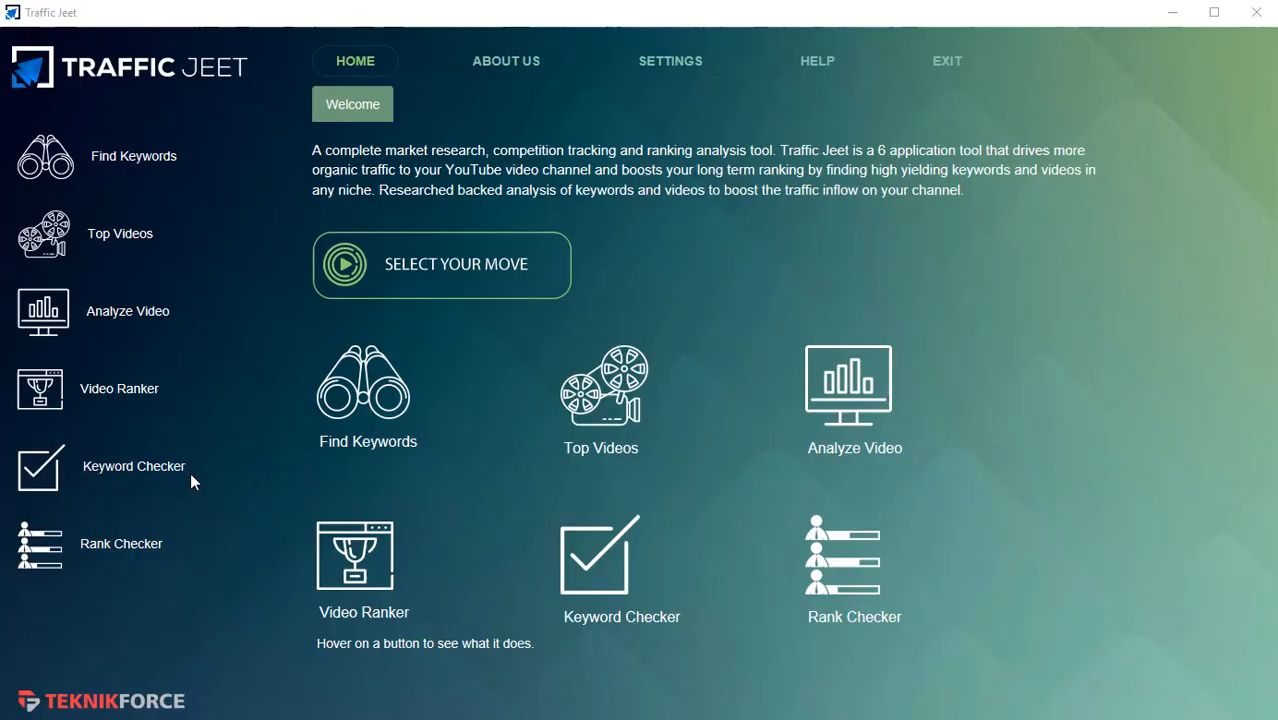 Traffic Jeet
TRAFFIC JEET
HOME
ABOUT US
SETTINGS
HELP
EXIT
Welcome
Find Keywords
Top Videos
Analyze Video
Video Ranker
Keyword Checker
Rank Checker
A complete market research, competition tracking and ranking analysis tool. Traffic Jeet is a 6 application tool that drives more
organic traffic to your YouTube video channel and boosts your long term ranking by finding high yielding keywords and videos in
any niche. Researched backed analysis of keywords and videos to boost the traffic inflow on your channel.
SELECT YOUR MOVE
Find Keywords
Top Videos
Analyze Video
Video Ranker
Keyword Checker
Rank Checker
Hover on a button to see what it does.
TEKNIKFORCE